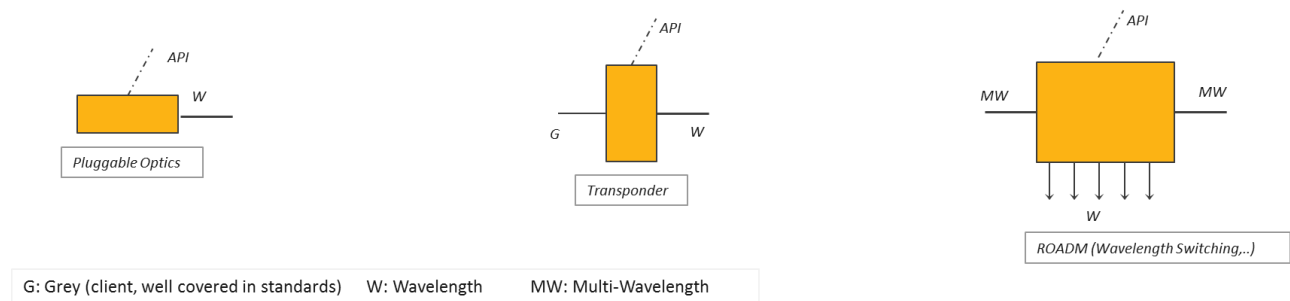 API
W
Pluggable Optics
API
G
W
Transponder
API
MW
MW
W
ROADM (Wavelength Switching,..)
G: Grey (client, well covered in standards) W: Wavelength MW: Multi-Wavelength